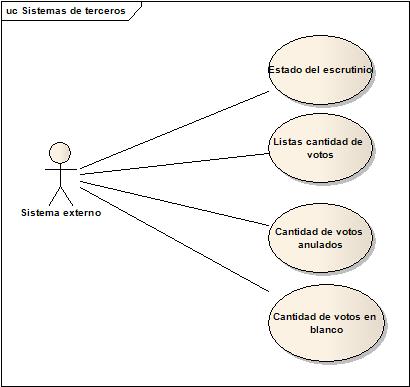 uc Sistemas de terceros
Estado del escrutinio
Listas cantidad de
votos
Sistema externo
Cantidad de votos
anulados
Cantidad de votos en
blanco